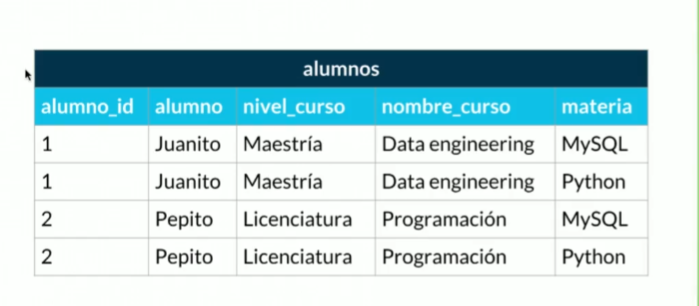 alumnos
alumno_id alumno nivel_curso nombre_curso materia
1 Juanito Maestría Data engineering MySQL
1 Juanito Maestría Data engineering Python
2 Pepito Licenciatura Programación MySQL
2 Pepito Licenciatura Programación Python